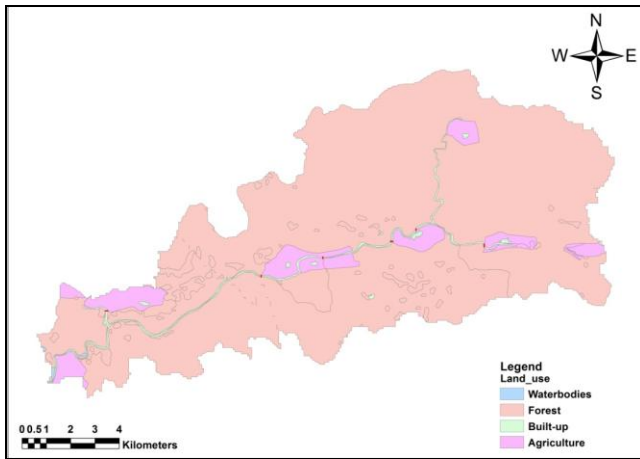 N
W E
S
Legend
Land_use
Waterbodies
Forest
Built-up
Agriculture
0 0.5 1 2 3 4
Kilometers